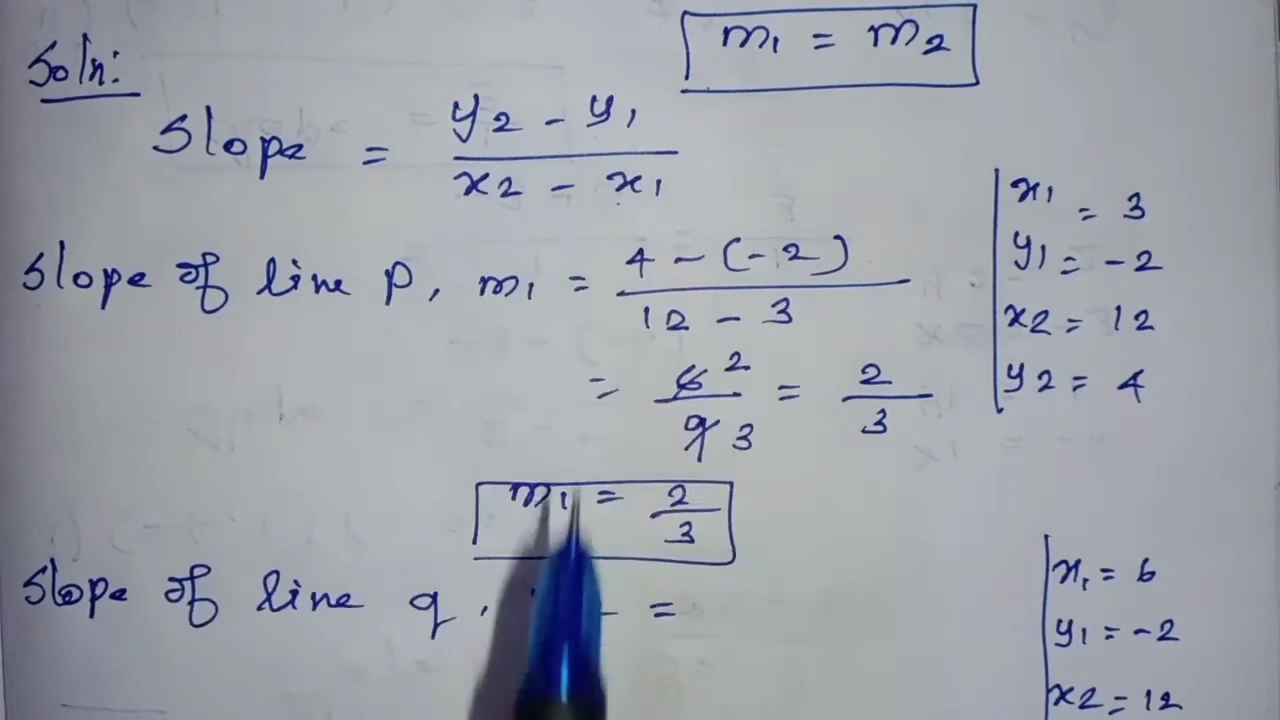 m₁ = m₂
Soln:
Slope = y₂ - y₁ / x₂ - x₁
Slope of line p, m₁ = 4 - (-2) / 12 - 3
x₁ = 3
y₁ = -2
x₂ = 12
y₂ = 4
= 6 2 / 9 3 = 2 / 3
m₁ = 2 / 3
Slope of line q, =
x₁ = 6
y₁ = -2
x₂ = 12